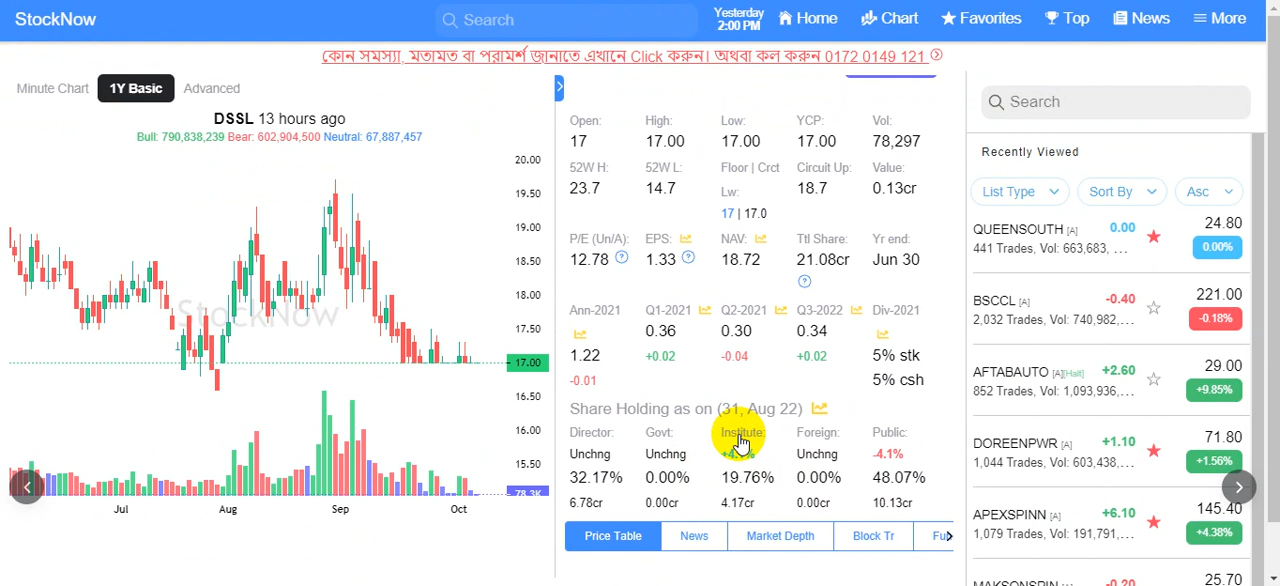 StockNow
Search
Yesterday
2:00 PM
Home
Chart
Favorites
Top
News
More
কোন সমস্যা, মতামত বা পরামর্শ জানাতে এখানে Click করুন। অথবা কল করুন 0172 0149 121
Minute Chart
1Y Basic
Advanced
DSSL 13 hours ago
Bull: 790,838,239 Bear: 602,904,500 Neutral: 67,887,457
20.00
19.50
19.00
18.50
18.00
17.50
17.00
16.50
16.00
15.50
78.3K
StockNow
Jul Aug Sep Oct
Open: High: Low: YCP: Vol:
17 17.00 17.00 17.00 78,297
52W H: 52W L: Floor | Crct Circuit Up: Value:
23.7 14.7 Lw: 18.7 0.13cr
17 | 17.0
P/E (Un/A): EPS: NAV: Ttl Share: Yr end:
12.78 1.33 18.72 21.08cr Jun 30
Ann-2021 Q1-2021 Q2-2021 Q3-2022 Div-2021
0.36 0.30 0.34
1.22 +0.02 -0.04 +0.02 5% stk
-0.01 5% csh
Share Holding as on (31, Aug 22)
Director: Govt: Institute: Foreign: Public:
Unchng Unchng Unchng -4.1%
32.17% 0.00% 19.76% 0.00% 48.07%
6.78cr 0.00cr 4.17cr 0.00cr 10.13cr
Price Table
News
Market Depth
Block Tr
Fu
Search
Recently Viewed
List Type
Sort By
Asc
QUEENSOUTH [A] 0.00 24.80
441 Trades, Vol: 663,683, ... 0.00%
BSCCL [A] -0.40 221.00
2,032 Trades, Vol: 740,982,... -0.18%
AFTABAUTO [A][Halt] +2.60 29.00
852 Trades, Vol: 1,093,936,... +9.85%
DOREENPWR [A] +1.10 71.80
1,044 Trades, Vol: 603,438,... +1.56%
APEXSPINN [A] +6.10 145.40
1,079 Trades, Vol: 191,791,... +4.38%
MAKSONSPIN [A] -0.20 25.70